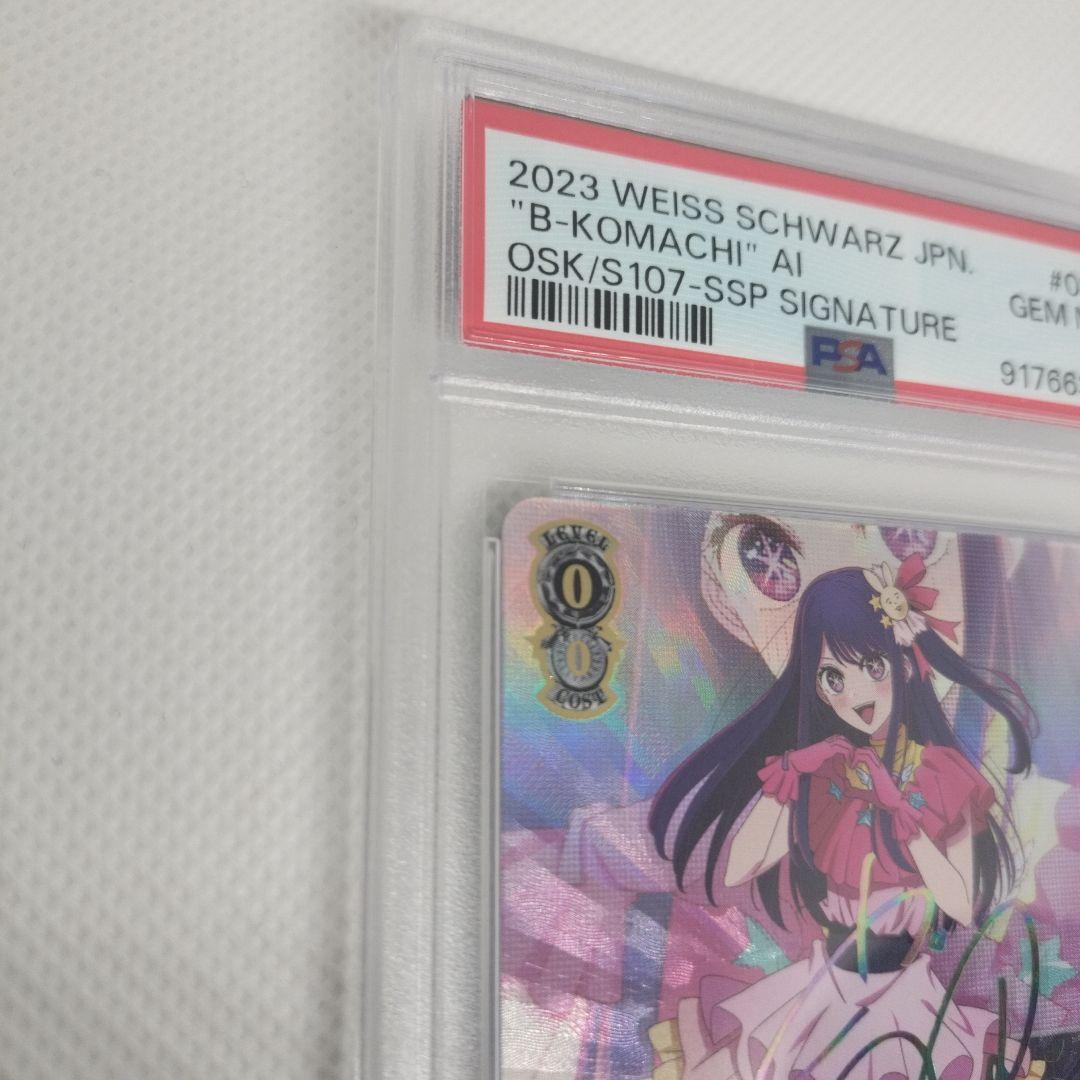 2023 WEISS SCHWARZ JPN.
"B-KOMACHI" AI
OSK/S107-SSP SIGNATURE
GEM
PSA
LEVEL
0
0
COST